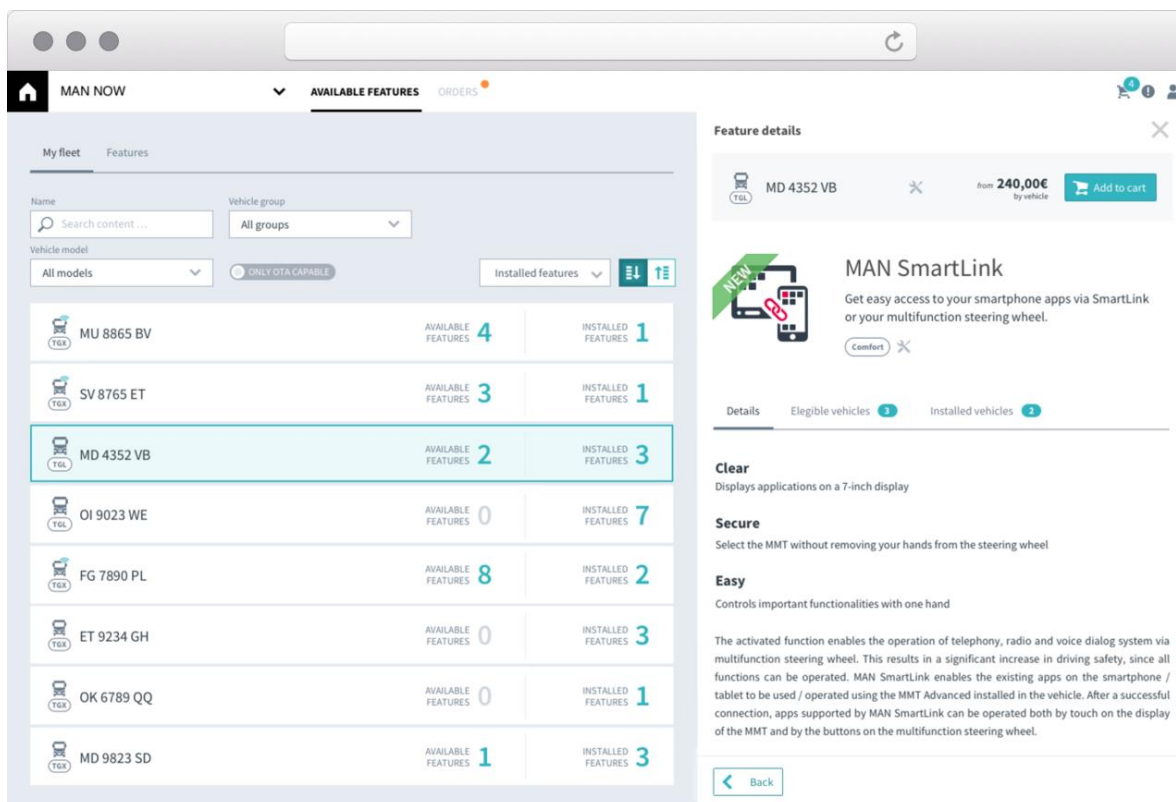 MAN NOW
AVAILABLE FEATURES
ORDERS
4
My fleet
Features
Name
Search content ...
Vehicle group
All groups
Vehicle model
All models
ONLY OTA CAPABLE
Installed features
TGX
MU 8865 BV
AVAILABLE FEATURES 4
INSTALLED FEATURES 1
TGX
SV 8765 ET
AVAILABLE FEATURES 3
INSTALLED FEATURES 1
TGL
MD 4352 VB
AVAILABLE FEATURES 2
INSTALLED FEATURES 3
TGL
OI 9023 WE
AVAILABLE FEATURES 0
INSTALLED FEATURES 7
TGX
FG 7890 PL
AVAILABLE FEATURES 8
INSTALLED FEATURES 2
TGX
ET 9234 GH
AVAILABLE FEATURES 0
INSTALLED FEATURES 3
TGX
OK 6789 QQ
AVAILABLE FEATURES 0
INSTALLED FEATURES 1
TGX
MD 9823 SD
AVAILABLE FEATURES 1
INSTALLED FEATURES 3
Feature details
TGL
MD 4352 VB
from 240,00€
by vehicle
Add to cart
NEW
MAN SmartLink
Get easy access to your smartphone apps via SmartLink
or your multifunction steering wheel.
Comfort
Details
Elegible vehicles 3
Installed vehicles 2
Clear
Displays applications on a 7-inch display
Secure
Select the MMT without removing your hands from the steering wheel
Easy
Controls important functionalities with one hand
The activated function enables the operation of telephony, radio and voice dialog system via
multifunction steering wheel. This results in a significant increase in driving safety, since all
functions can be operated. MAN SmartLink enables the existing apps on the smartphone /
tablet to be used / operated using the MMT Advanced installed in the vehicle. After a successful
connection, apps supported by MAN SmartLink can be operated both by touch on the display
of the MMT and by the buttons on the multifunction steering wheel.
Back